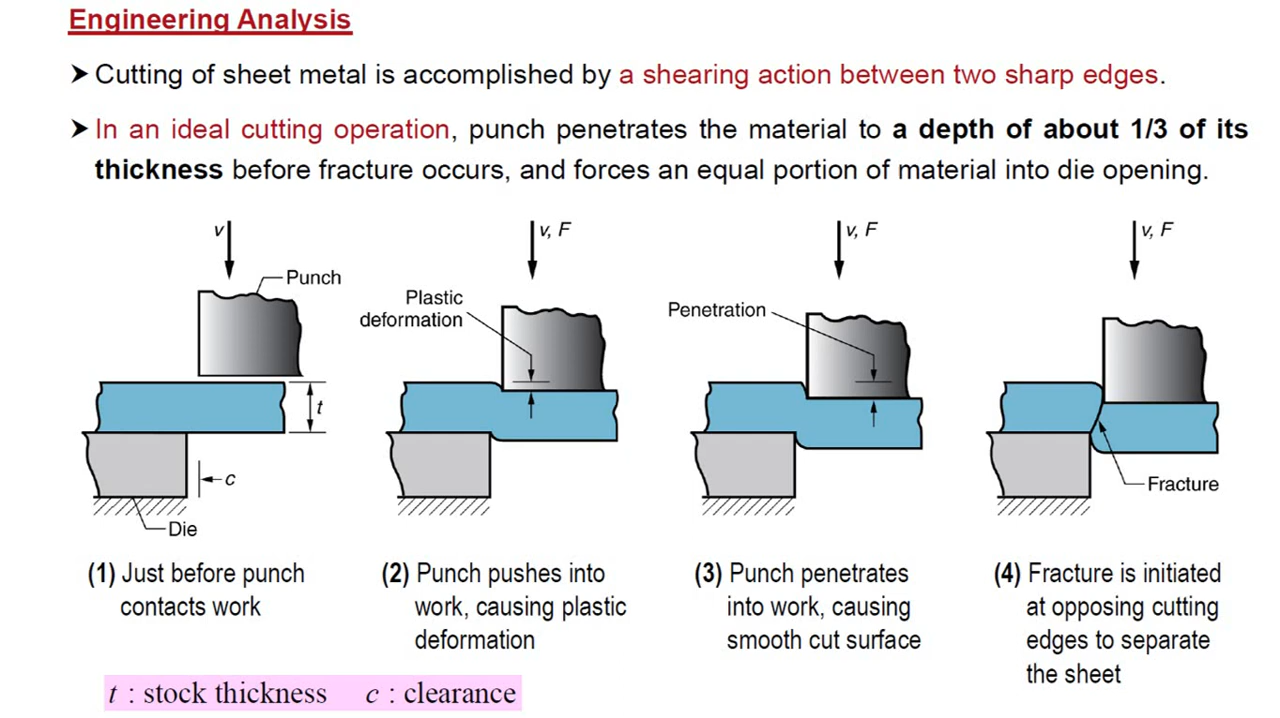 Engineering Analysis
➤ Cutting of sheet metal is accomplished by a shearing action between two sharp edges.
➤ In an ideal cutting operation, punch penetrates the material to a depth of about 1/3 of its
thickness before fracture occurs, and forces an equal portion of material into die opening.
v
Punch
t
c
Die
v, F
Plastic
deformation
v, F
Penetration
v, F
Fracture
(1) Just before punch
contacts work
(2) Punch pushes into
work, causing plastic
deformation
(3) Punch penetrates
into work, causing
smooth cut surface
(4) Fracture is initiated
at opposing cutting
edges to separate
the sheet
t : stock thickness c : clearance